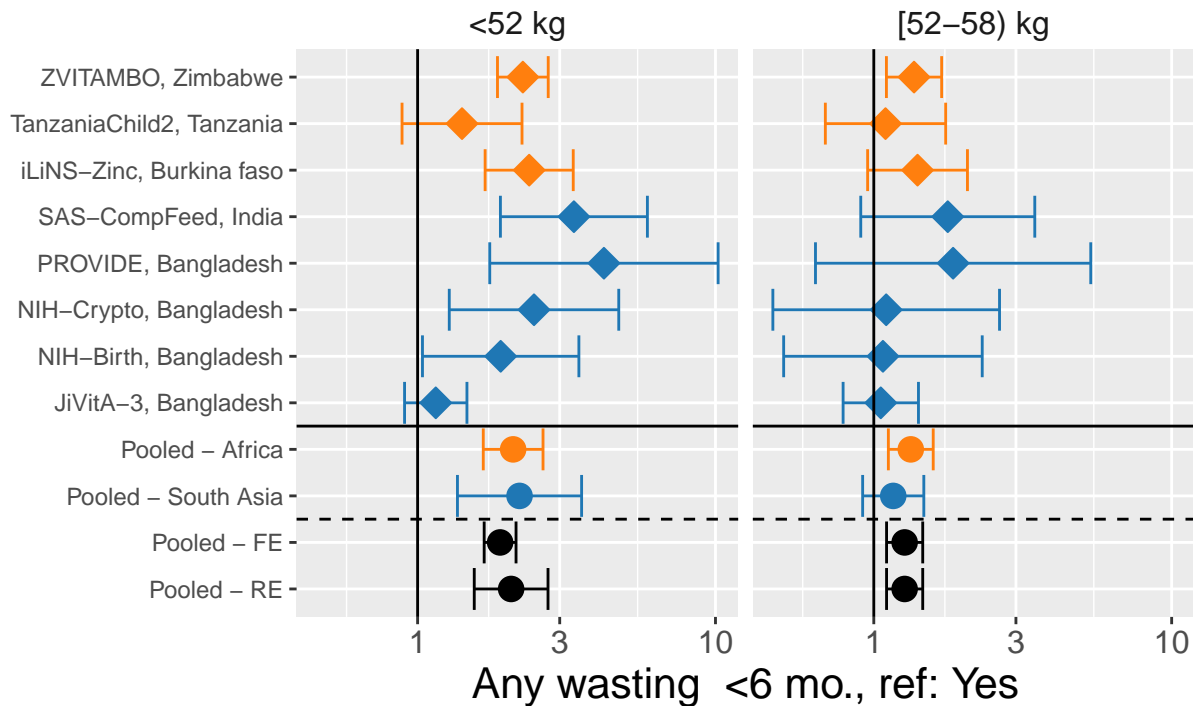 <52 kg
[52−58) kg
ZVITAMBO, Zimbabwe
TanzaniaChild2, Tanzania
iLiNS−Zinc, Burkina faso
SAS−CompFeed, India
PROVIDE, Bangladesh
NIH−Crypto, Bangladesh
NIH−Birth, Bangladesh
JiVitA−3, Bangladesh
Pooled − Africa
Pooled − South Asia
Pooled − FE
Pooled − RE
1 3 10 1 3 10
Any wasting <6 mo., ref: Yes